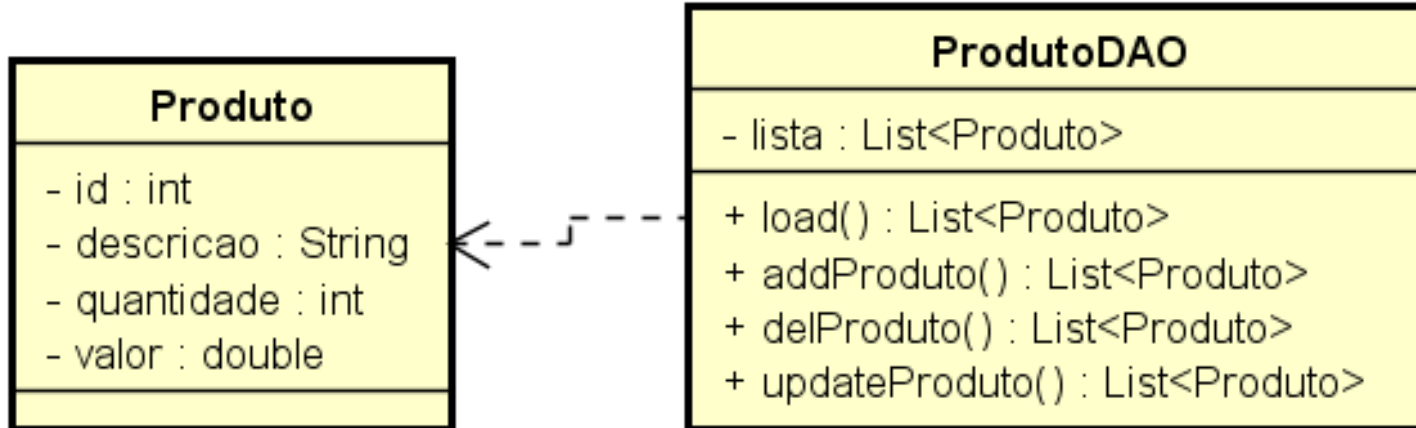 Produto
- id : int
- descricao : String
- quantidade : int
- valor : double
ProdutoDAO
- lista : List<Produto>
+ load() : List<Produto>
+ addProduto() : List<Produto>
+ delProduto() : List<Produto>
+ updateProduto() : List<Produto>